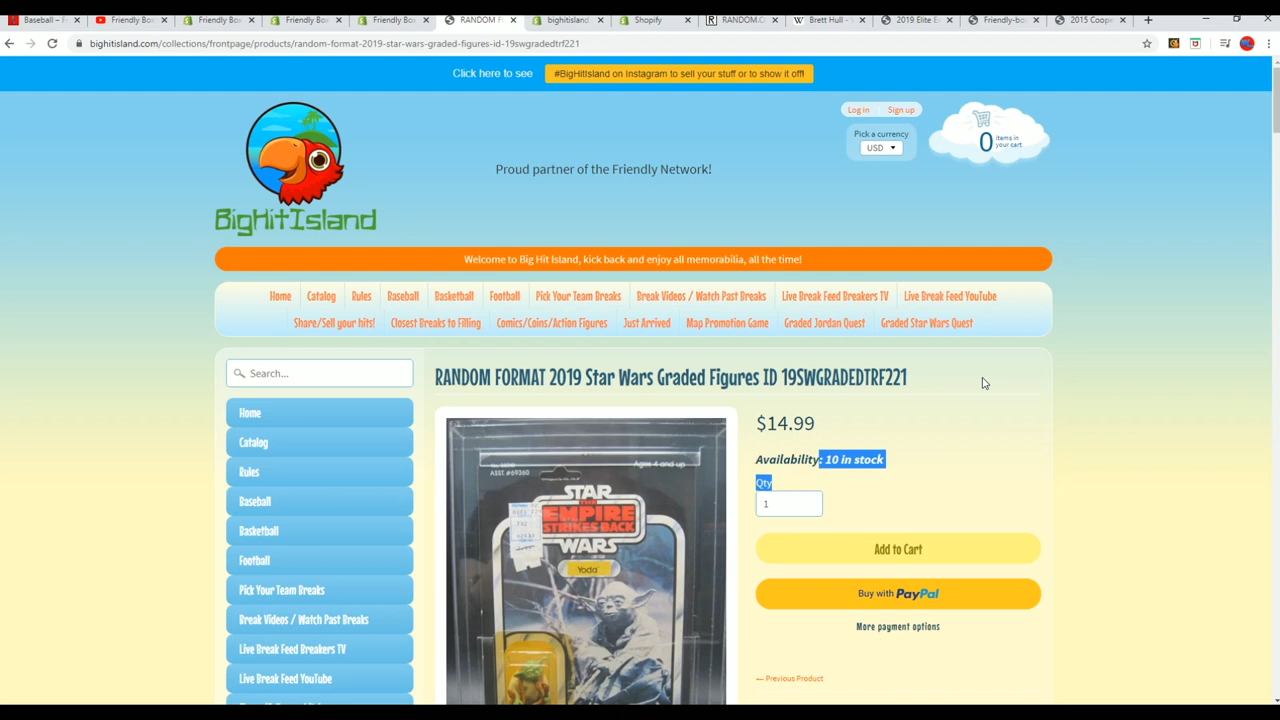 Baseball – F
Friendly Box
Friendly Box
Friendly Box
Friendly Box
RANDOM F
bighitisland
Shopify
RANDOM.O
Brett Hull -
2019 Elite E
Friendly-bo
2015 Coope
bighitisland.com/collections/frontpage/products/random-format-2019-star-wars-graded-figures-id-19swgradedtrf221
Click here to see
#BigHitIsland on Instagram to sell your stuff or to show it off!
Log in
Sign up
Pick a currency
USD
0
items in
your cart
BigHitIsland
Proud partner of the Friendly Network!
Welcome to Big Hit Island, kick back and enjoy all memorabilia, all the time!
Home Catalog Rules Baseball Basketball Football Pick Your Team Breaks Break Videos / Watch Past Breaks Live Break Feed Breakers TV Live Break Feed YouTube
Share/Sell your hits! Closest Breaks to Filling Comics/Coins/Action Figures Just Arrived Map Promotion Game Graded Jordan Quest Graded Star Wars Quest
Search...
Home
Catalog
Rules
Baseball
Basketball
Football
Pick Your Team Breaks
Break Videos / Watch Past Breaks
Live Break Feed Breakers TV
Live Break Feed YouTube
RANDOM FORMAT 2019 Star Wars Graded Figures ID 19SWGRADEDTRF221
ASST. #69360
Ages 4 and up
STAR
THE EMPIRE
STRIKES BACK
WARS
Yoda
$14.99
Availability: 10 in stock
Qty
1
Add to Cart
Buy with PayPal
More payment options
← Previous Product